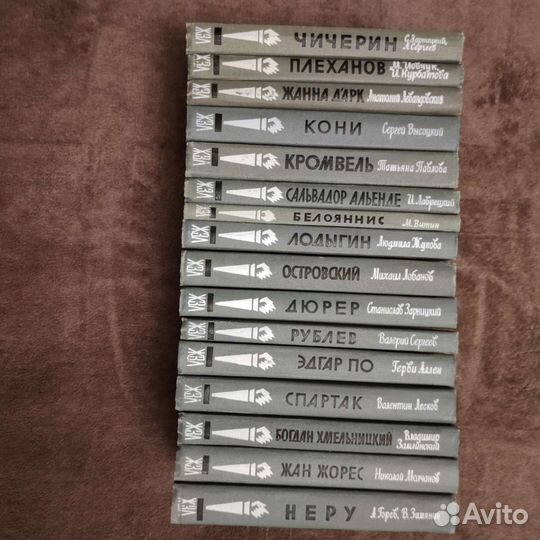 ЖЗЛ ЧИЧЕРИН С. Зарницкий, Л. Сергеев
ЖЗЛ ПЛЕХАНОВ М. Иовчук, И. Курбатова
ЖЗЛ ЖАННА Д'АРК Анатолий Левандовский
ЖЗЛ КОНИ Сергей Высоцкий
ЖЗЛ КРОМВЕЛЬ Татьяна Павлова
ЖЗЛ САЛЬВАДОР АЛЬЕНДЕ И. Лаврецкий
ЖЗЛ БЕЛОЯННИС М. Витин
ЖЗЛ ЛОДЫГИН Людмила Жукова
ЖЗЛ ОСТРОВСКИЙ Михаил Лобанов
ЖЗЛ ДЮРЕР Станислав Зарницкий
ЖЗЛ РУБЛЕВ Валерий Сергеев
ЖЗЛ ЭДГАР ПО Герви Аллен
ЖЗЛ СПАРТАК Валентин Лесков
ЖЗЛ БОГДАН ХМЕЛЬНИЦКИЙ Владимир Замлинский
ЖЗЛ ЖАН ЖОРЕС Николай Молчанов
ЖЗЛ НЕРУ А. Горев, В. Зимянин
Avito